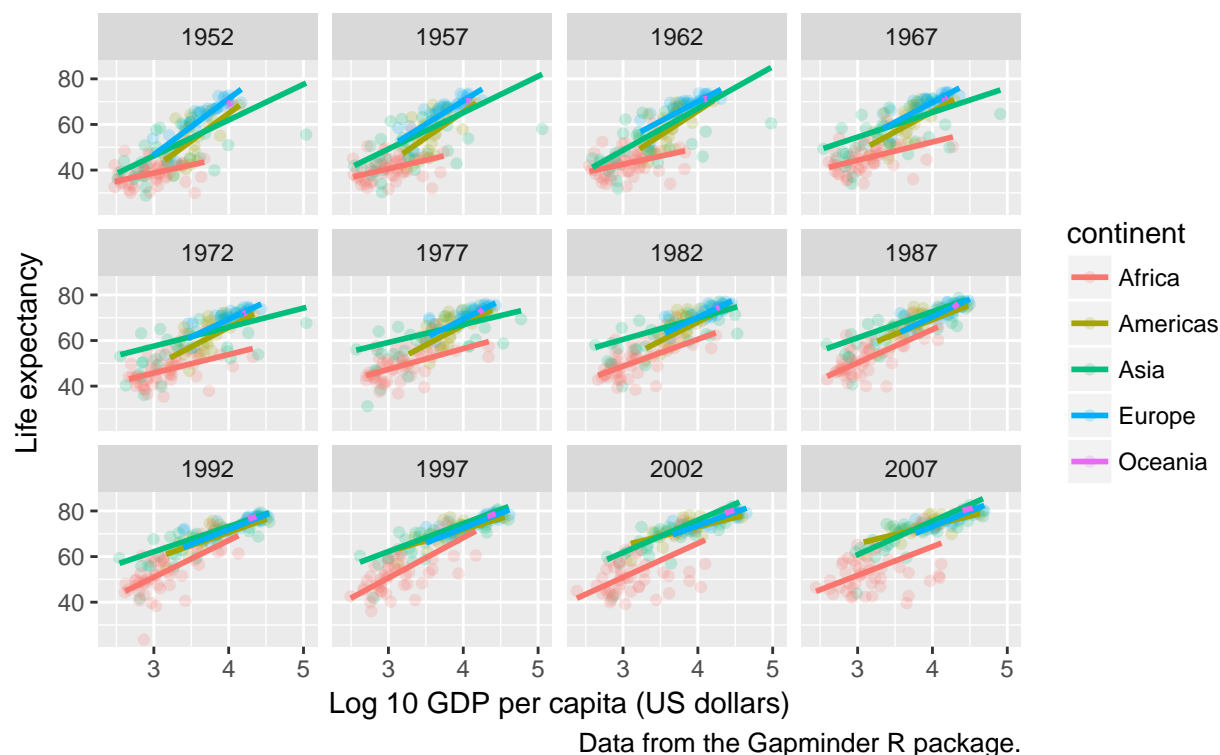 1952 1957 1962 1967
80
60
40
1972 1977 1982 1987
80
60
40
1992 1997 2002 2007
80
60
40
3 4 5 3 4 5 3 4 5 3 4 5
Life expectancy
Log 10 GDP per capita (US dollars)
Data from the Gapminder R package.
continent
Africa
Americas
Asia
Europe
Oceania